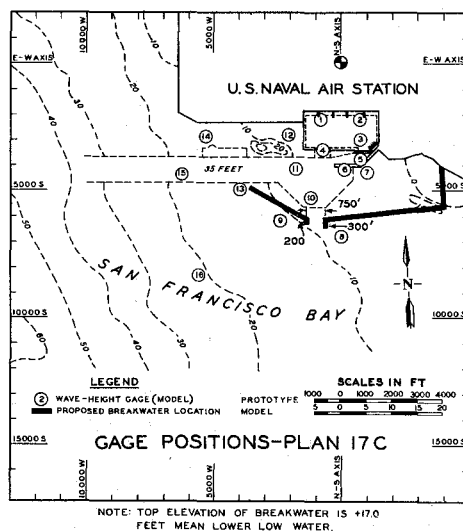 10000 W
5000 W
N-S AXIS
E-W AXIS
E-W AXIS
U.S. NAVAL AIR STATION
10
20
30
40
50
10
20
0
1
2
3
4
5
6
7
14
12
11
15
35 FEET
13
10
9
8
750'
300'
200
16
5000 S
5000 S
SAN FRANCISCO BAY
N
10000 S
10000 S
10
20
30
40
50
60
LEGEND
2 WAVE-HEIGHT GAGE (MODEL)
PROPOSED BREAKWATER LOCATION
SCALES IN FT
PROTOTYPE 1000 0 1000 2000 3000 4000
MODEL 5 0 5 10 15 20
GAGE POSITIONS-PLAN 17C
15000 S
15000 S
10000 W
5000 W
N-S AXIS
NOTE: TOP ELEVATION OF BREAKWATER IS +17.0
FEET MEAN LOWER LOW WATER.